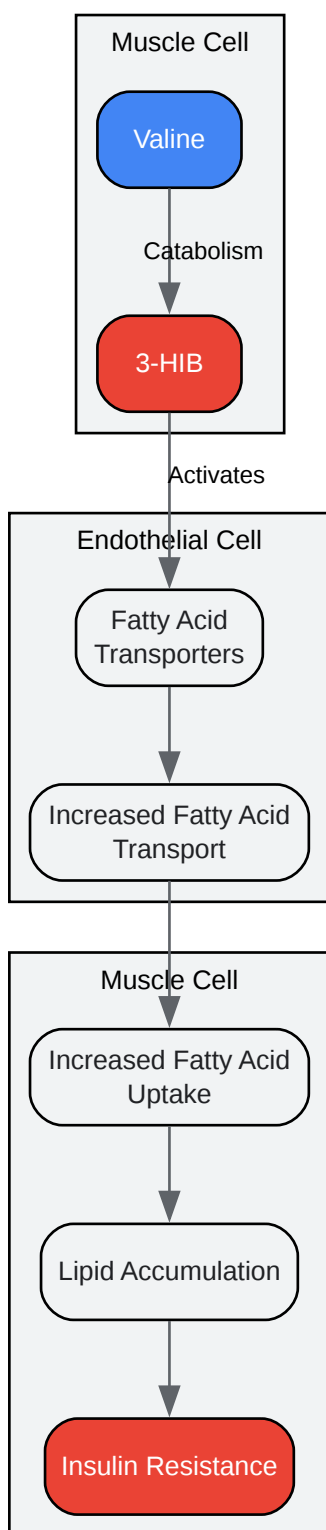 Muscle Cell
Valine
Catabolism
3-HIB
Activates
Endothelial Cell
Fatty Acid
Transporters
Increased Fatty Acid
Transport
Muscle Cell
Increased Fatty Acid
Uptake
Lipid Accumulation
Insulin Resistance